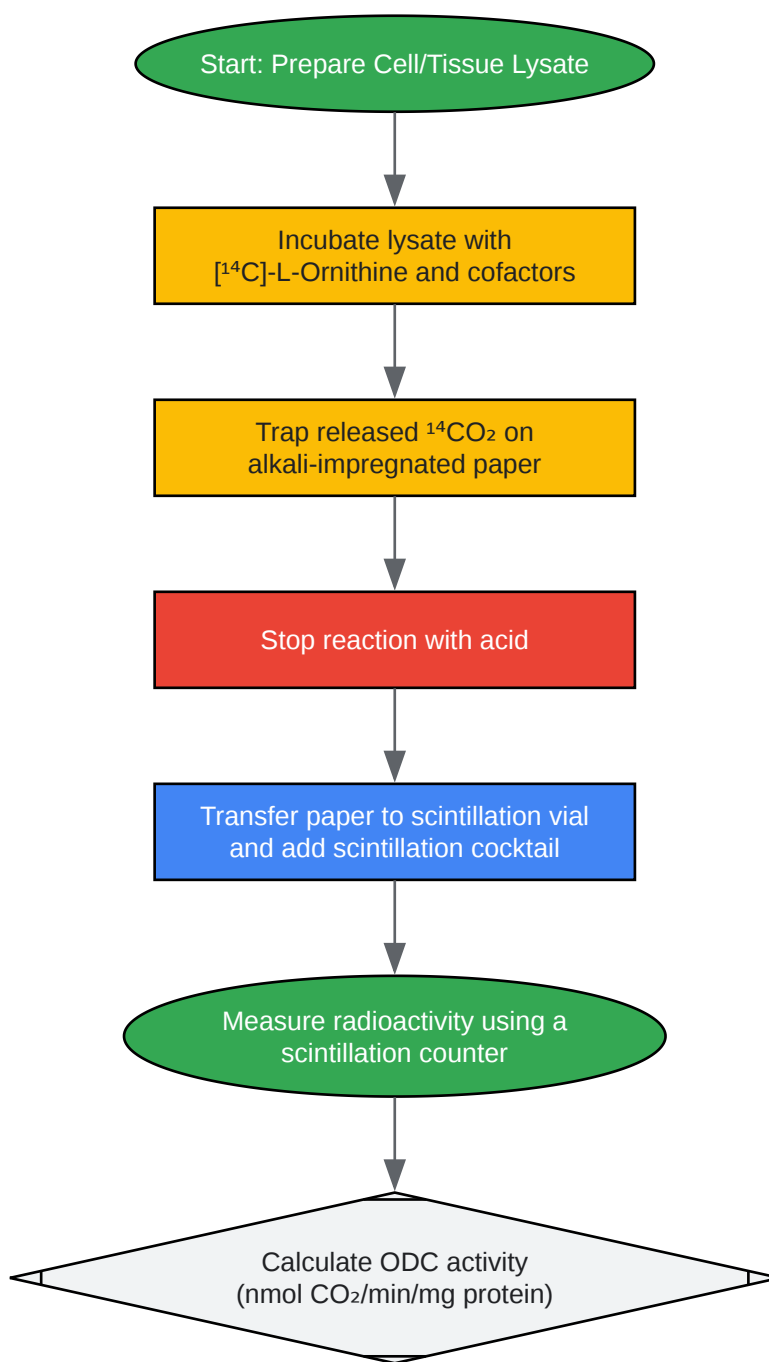 Start: Prepare Cell/Tissue Lysate
Incubate lysate with
[¹⁴C]-L-Ornithine and cofactors
Trap released ¹⁴CO₂ on
alkali-impregnated paper
Stop reaction with acid
Transfer paper to scintillation vial
and add scintillation cocktail
Measure radioactivity using a
scintillation counter
Calculate ODC activity
(nmol CO₂/min/mg protein)